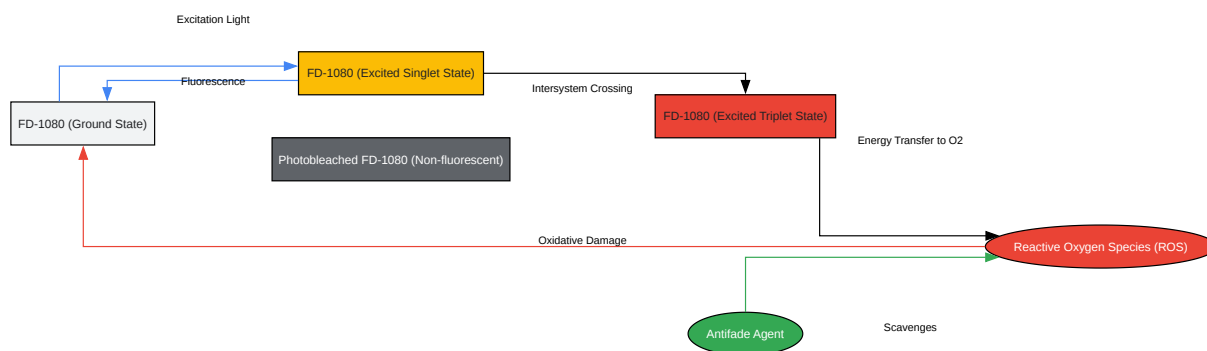 Excitation Light
FD-1080 (Excited Singlet State)
Fluorescence
Intersystem Crossing
FD-1080 (Ground State)
FD-1080 (Excited Triplet State)
Energy Transfer to O2
Photobleached FD-1080 (Non-fluorescent)
Oxidative Damage
Reactive Oxygen Species (ROS)
Scavenges
Antifade Agent